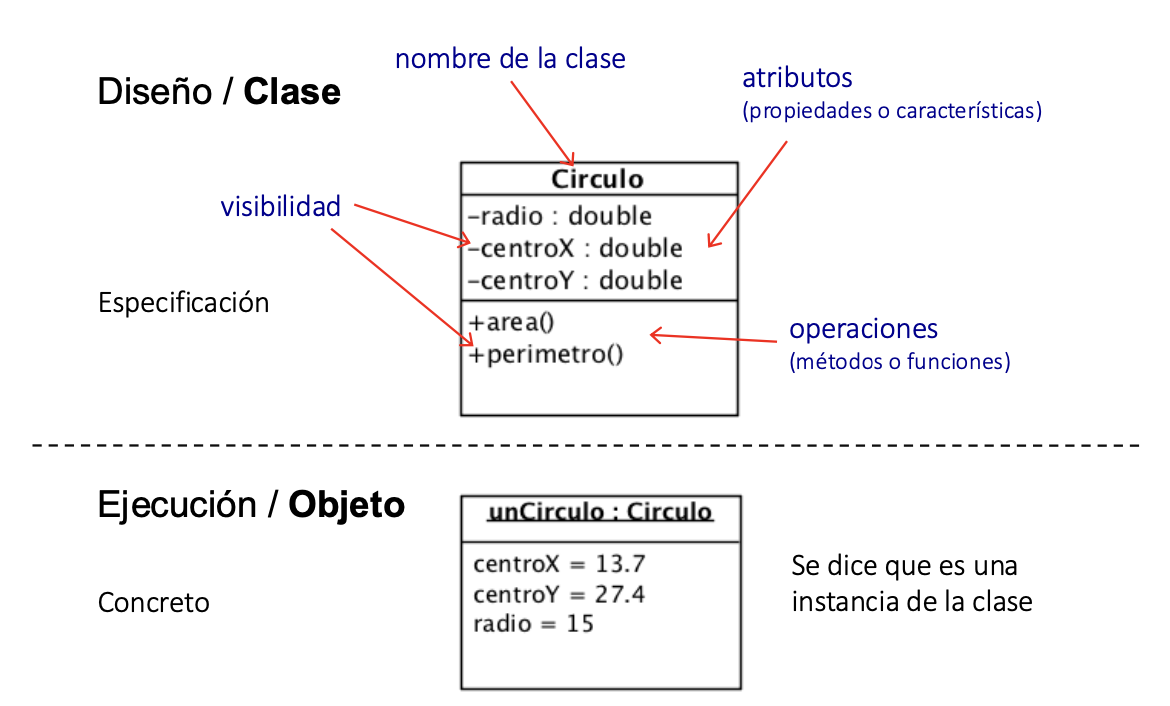 nombre de la clase
Diseño / Clase
atributos
(propiedades o características)
Circulo
visibilidad
–radio : double
–centroX : double
–centroY : double
Especificación
+area()
+perimetro()
operaciones
(métodos o funciones)
Ejecución / Objeto
unCirculo : Circulo
centroX = 13.7
centroY = 27.4
radio = 15
Concreto
Se dice que es una
instancia de la clase